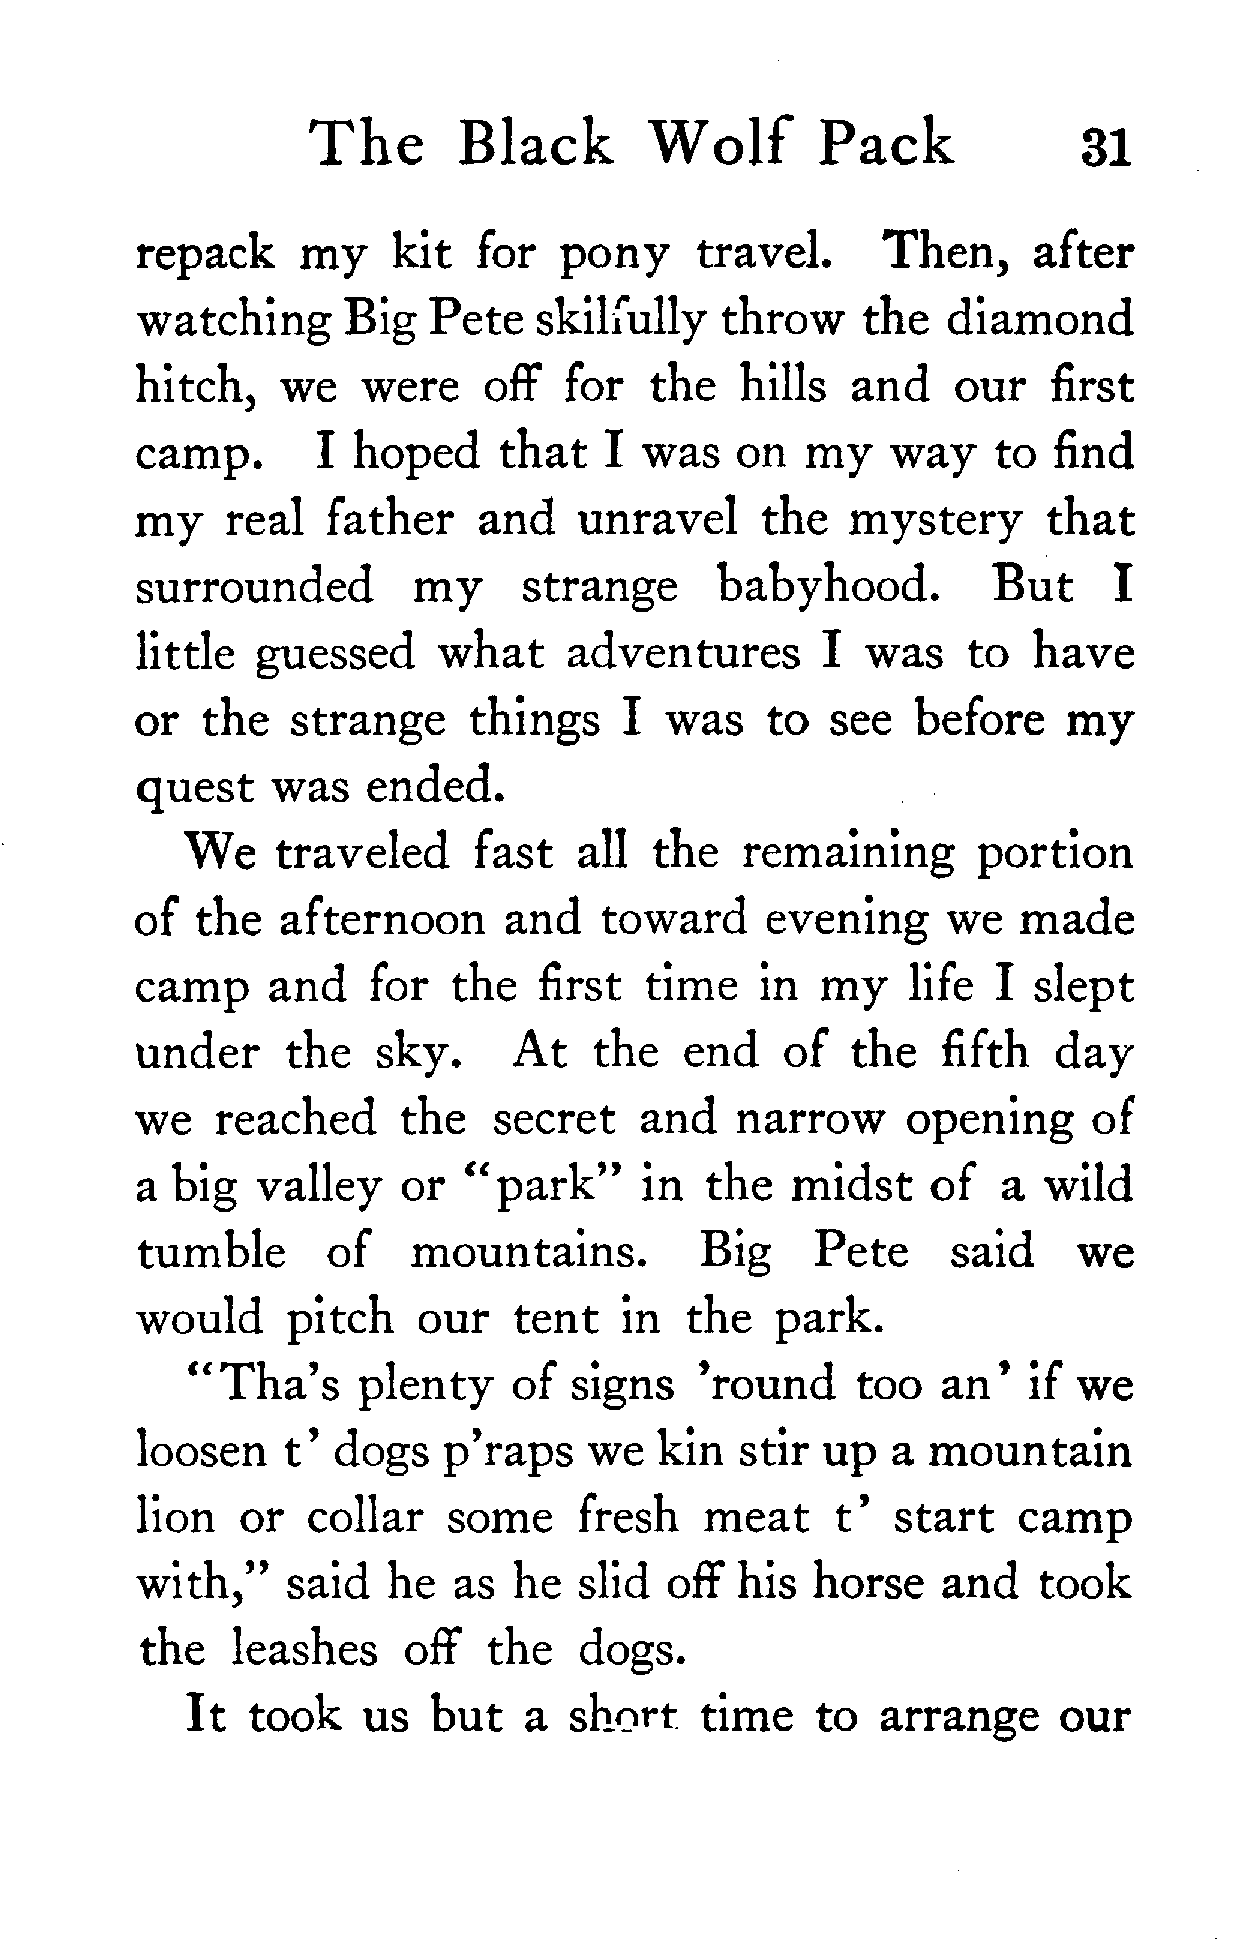 The Black Wolf Pack 31
repack my kit for pony travel. Then, after
watching Big Pete skilfully throw the diamond
hitch, we were off for the hills and our first
camp. I hoped that I was on my way to find
my real father and unravel the mystery that
surrounded my strange babyhood. But I
little guessed what adventures I was to have
or the strange things I was to see before my
quest was ended.
We traveled fast all the remaining portion
of the afternoon and toward evening we made
camp and for the first time in my life I slept
under the sky. At the end of the fifth day
we reached the secret and narrow opening of
a big valley or “park” in the midst of a wild
tumble of mountains. Big Pete said we
would pitch our tent in the park.
“Tha’s plenty of signs ’round too an’ if we
loosen t’ dogs p’raps we kin stir up a mountain
lion or collar some fresh meat t’ start camp
with,” said he as he slid off his horse and took
the leashes off the dogs.
It took us but a short time to arrange our